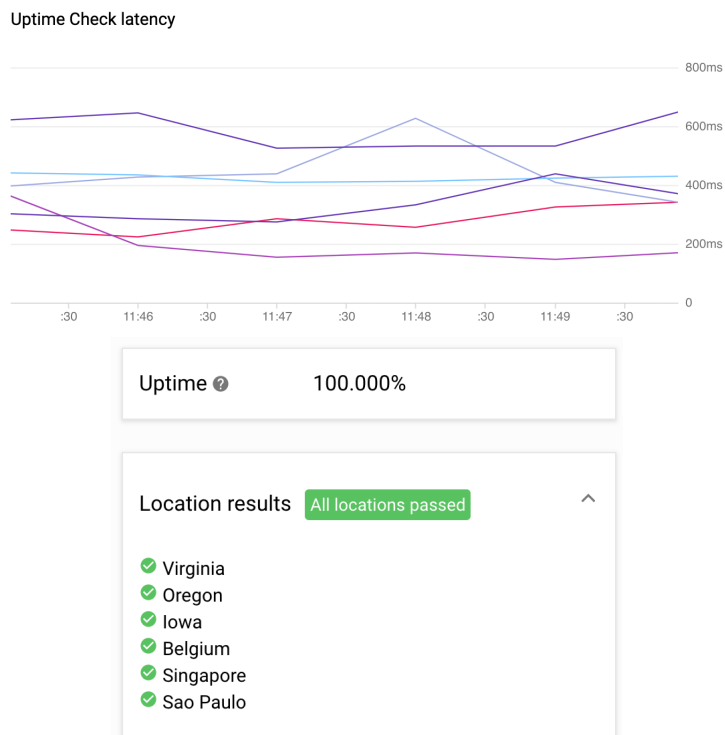 Uptime Check latency
800ms
600ms
400ms
200ms
0
:30 11:46 :30 11:47 :30 11:48 :30 11:49 :30
Uptime ? 100.000%
Location results All locations passed
Virginia
Oregon
Iowa
Belgium
Singapore
Sao Paulo